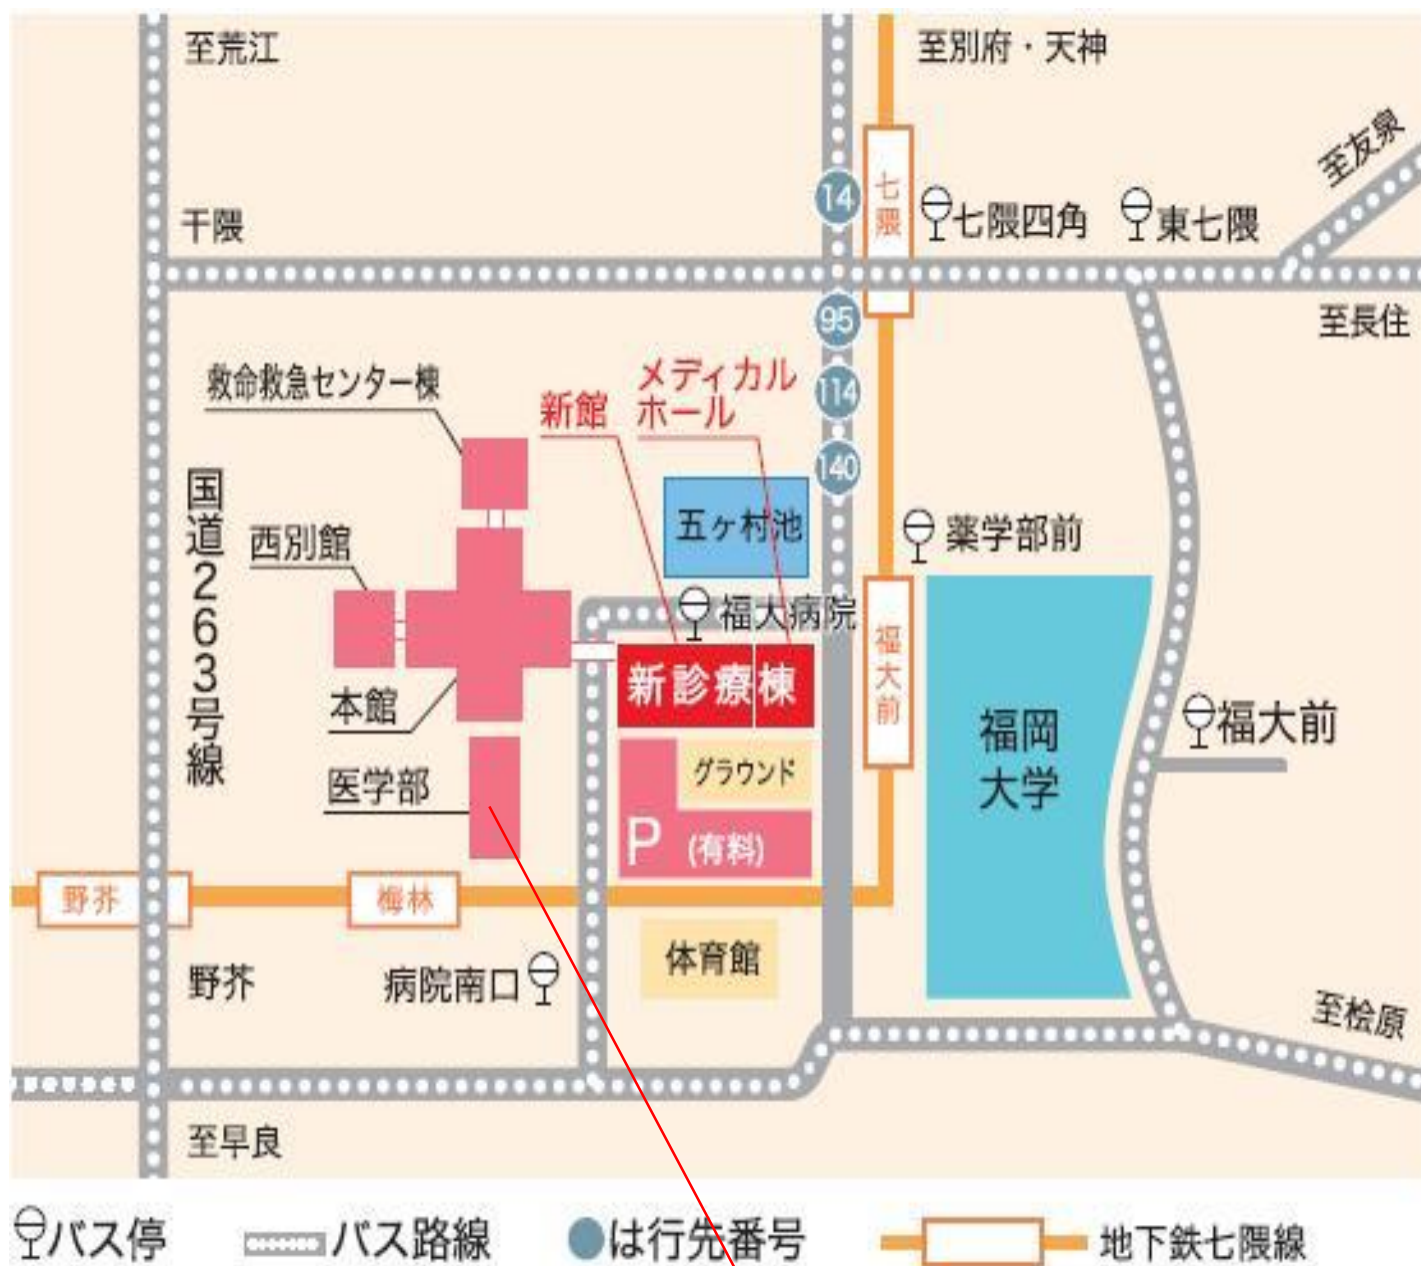 至荒江
至別府・天神
至友泉
14
七隈
七隈四角
東七隈
干隈
至長住
95
救命救急センター棟
新館
メディカル
ホール
114
140
国道263号線
西別館
五ヶ村池
薬学部前
福大病院
福大前
新診療棟
本館
福岡
大学
福大前
医学部
グラウンド
P
(有料)
野芥
梅林
野芥
病院南口
体育館
至桧原
至早良
バス停
バス路線
は行先番号
地下鉄七隈線